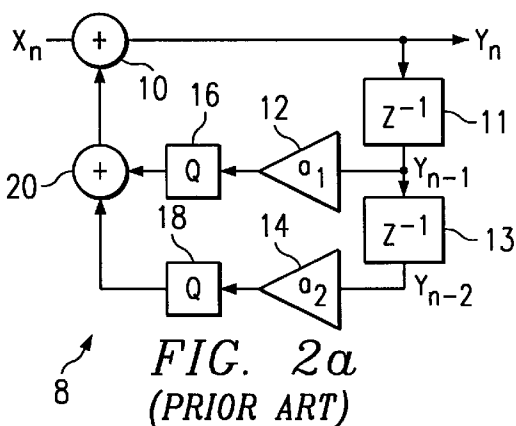 Xn + Yn
10
16 12 Z⁻¹ 11
20 + Q a1 Yn-1
18 14 Z⁻¹ 13
Q a2 Yn-2
8
FIG. 2a
(PRIOR ART)